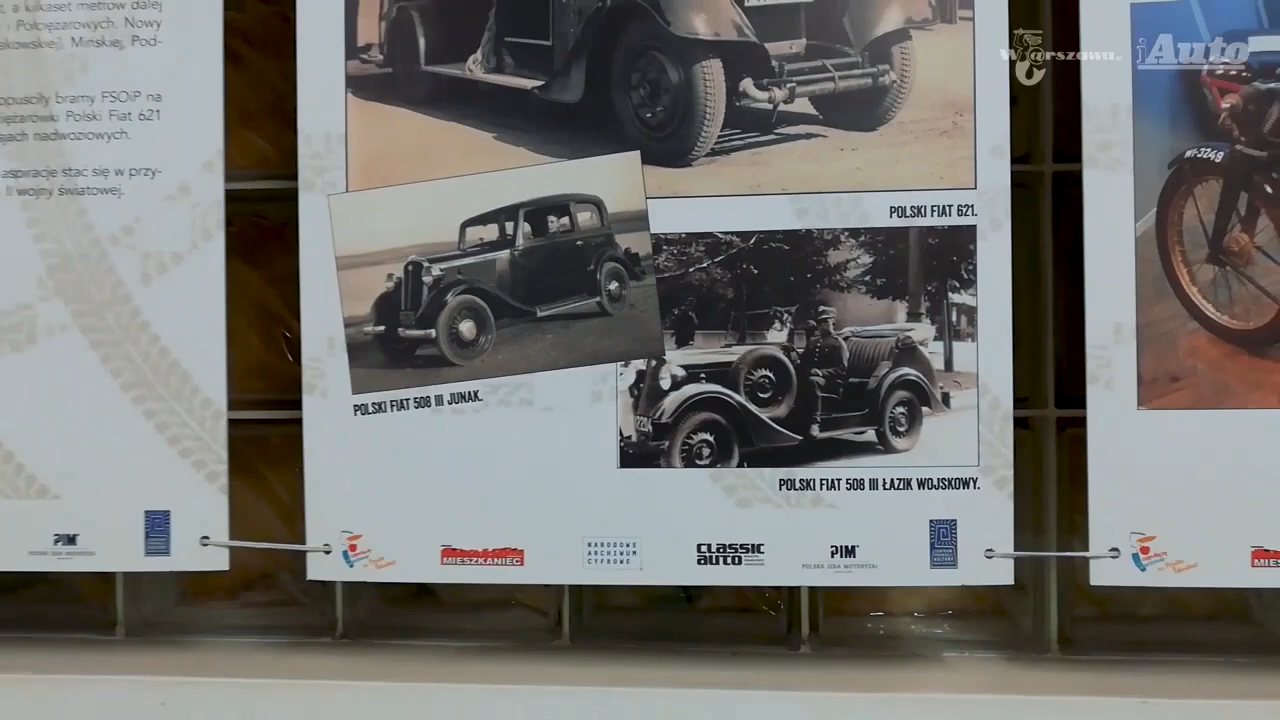 a kilkaset metrów dalej
i Półciężarowych. Nowy
Mińskiej, Pod-
opuściły bramy FSOiP na
Polski Fiat 621
nadwoziowych.
aspiracje stać się w przy-
II wojny światowej.
Warszawa.
iAuto
WI-3249
POLSKI FIAT 621.
POLSKI FIAT 508 III JUNAK.
POLSKI FIAT 508 III ŁAZIK WOJSKOWY.
PIM
MIESZKANIEC
NARODOWE
ARCHIWUM
CYFROWE
CLASSIC
auto
PIM
POLSKA IZBA MOTORYZACJI